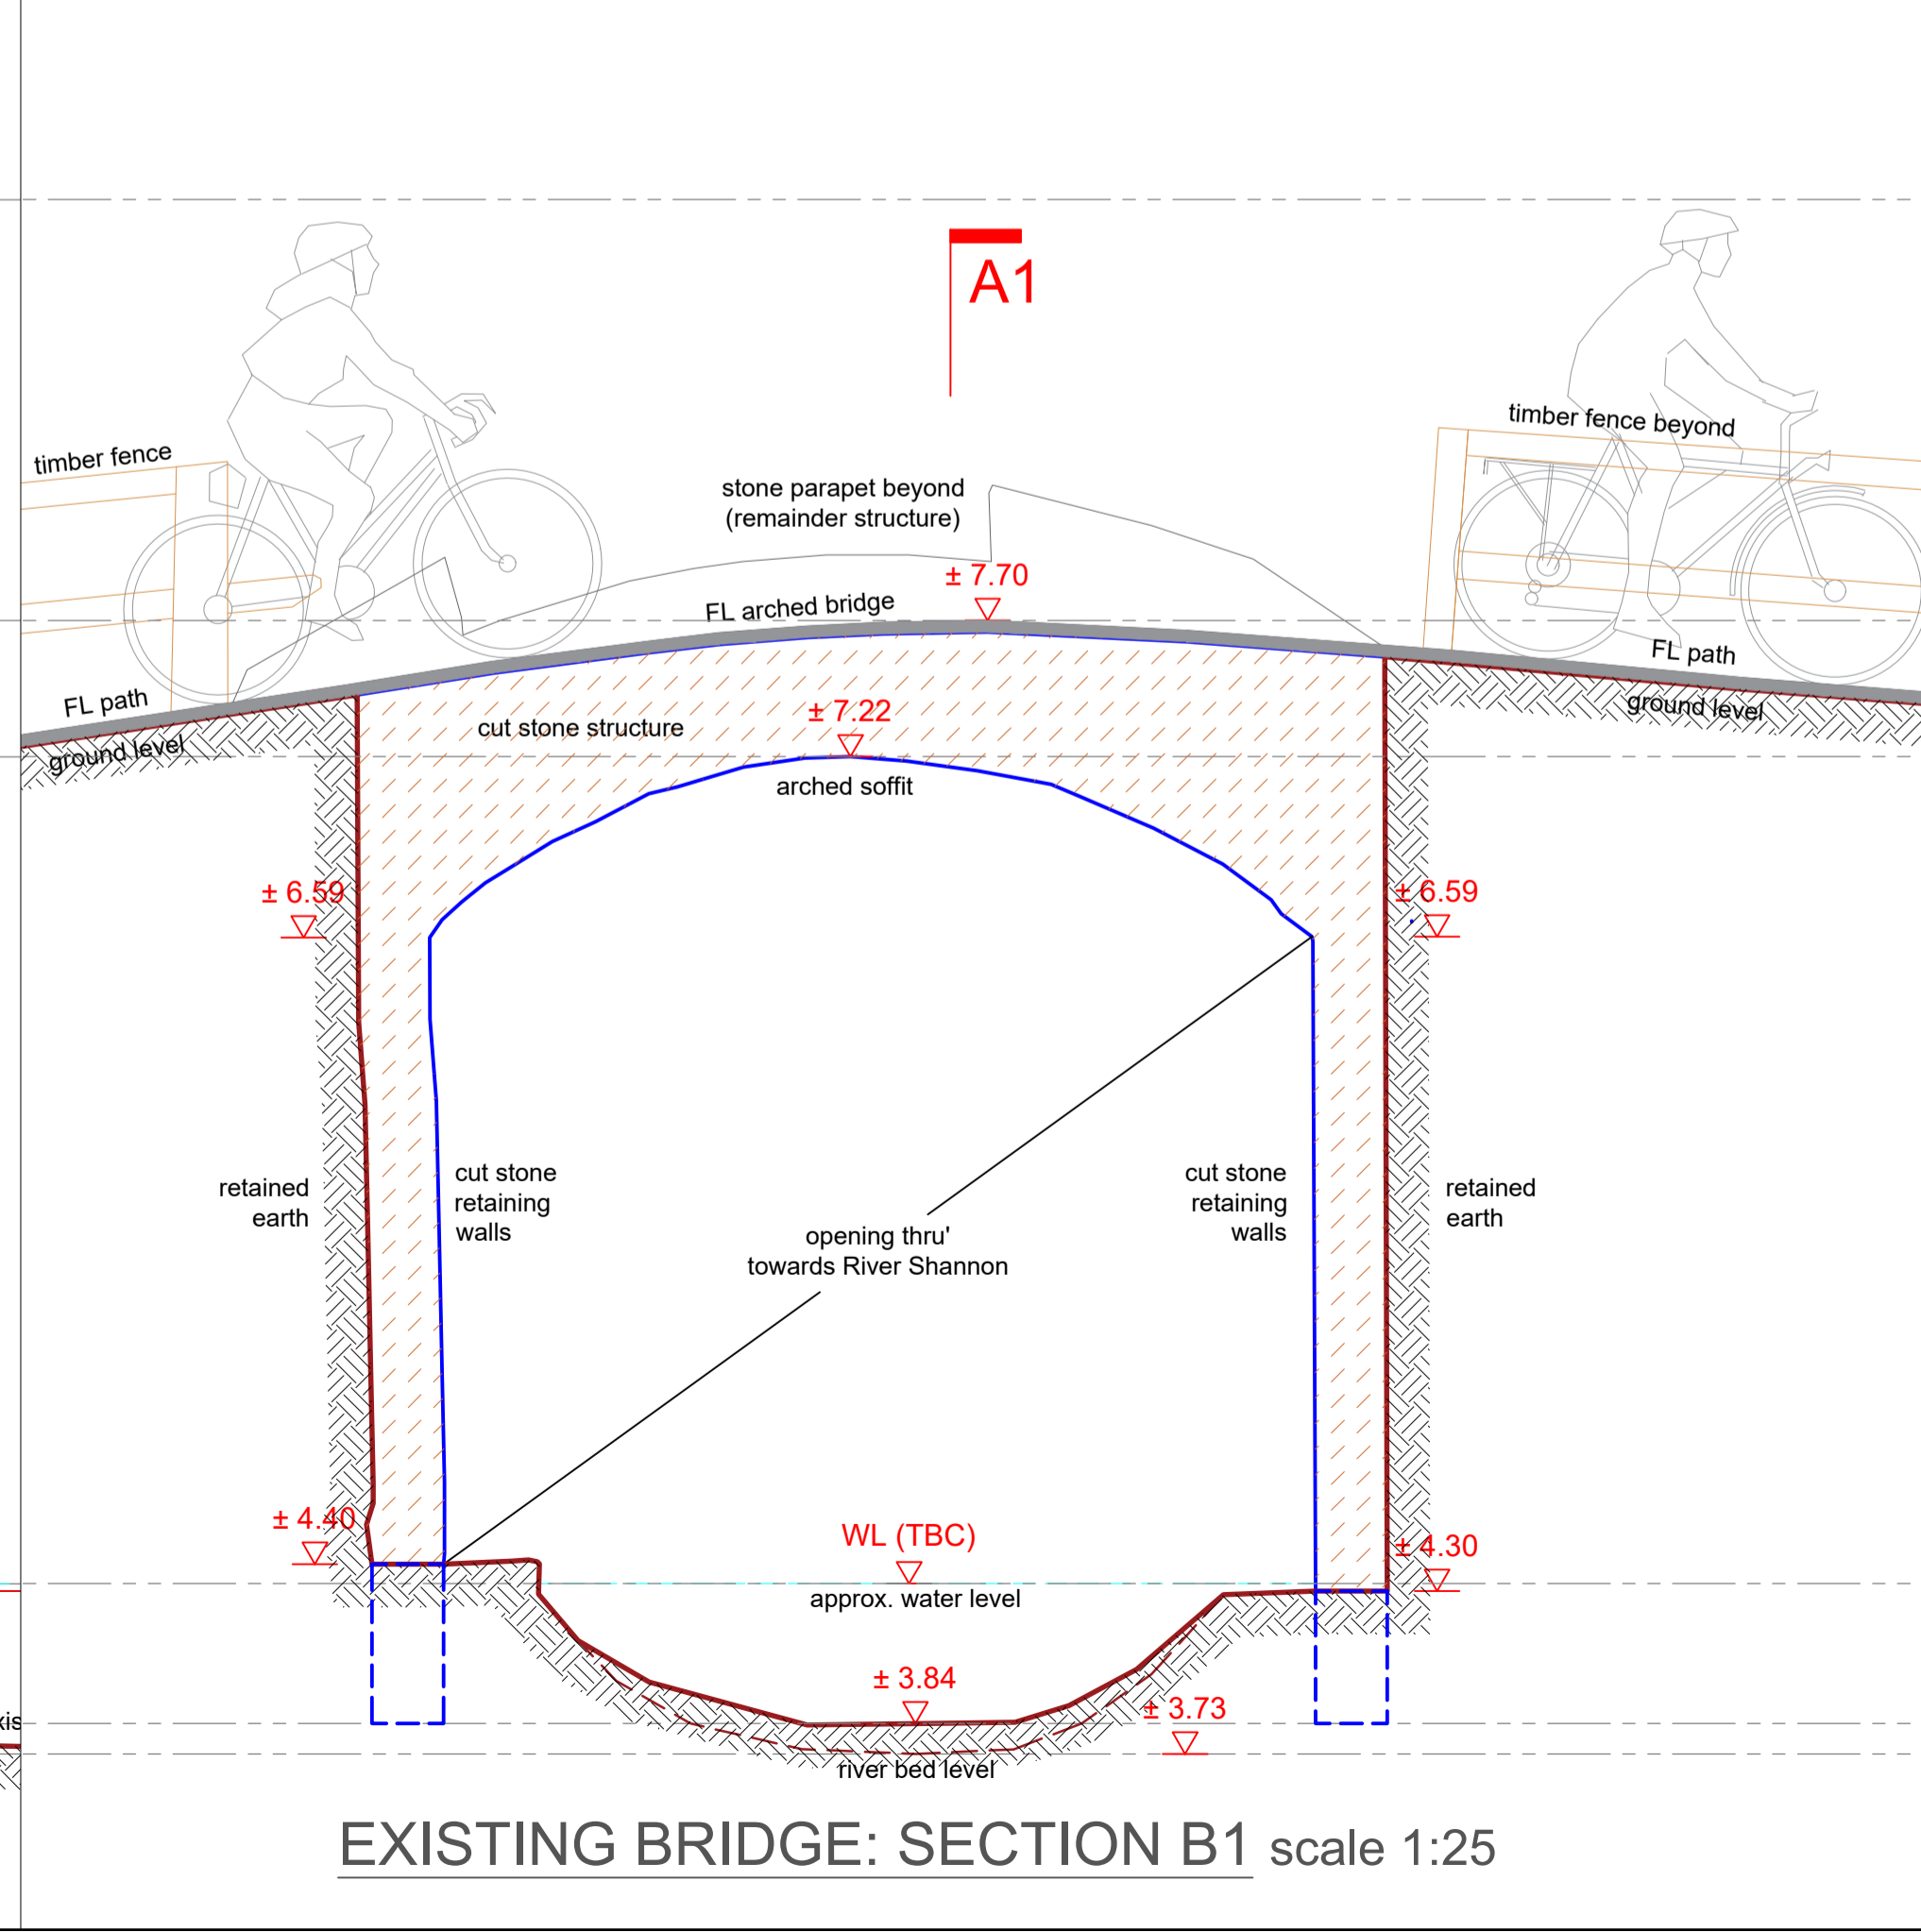 A1
timber fence
timber fence beyond
stone parapet beyond
(remainder structure)
± 7.70
FL arched bridge
FL path
FL path
ground level
ground level
cut stone structure
± 7.22
arched soffit
± 6.59
± 6.59
retained
earth
cut stone
retaining
walls
cut stone
retaining
walls
retained
earth
opening thru'
towards River Shannon
± 4.40
WL (TBC)
± 4.30
approx. water level
± 3.84
± 3.73
river bed level
EXISTING BRIDGE: SECTION B1 scale 1:25